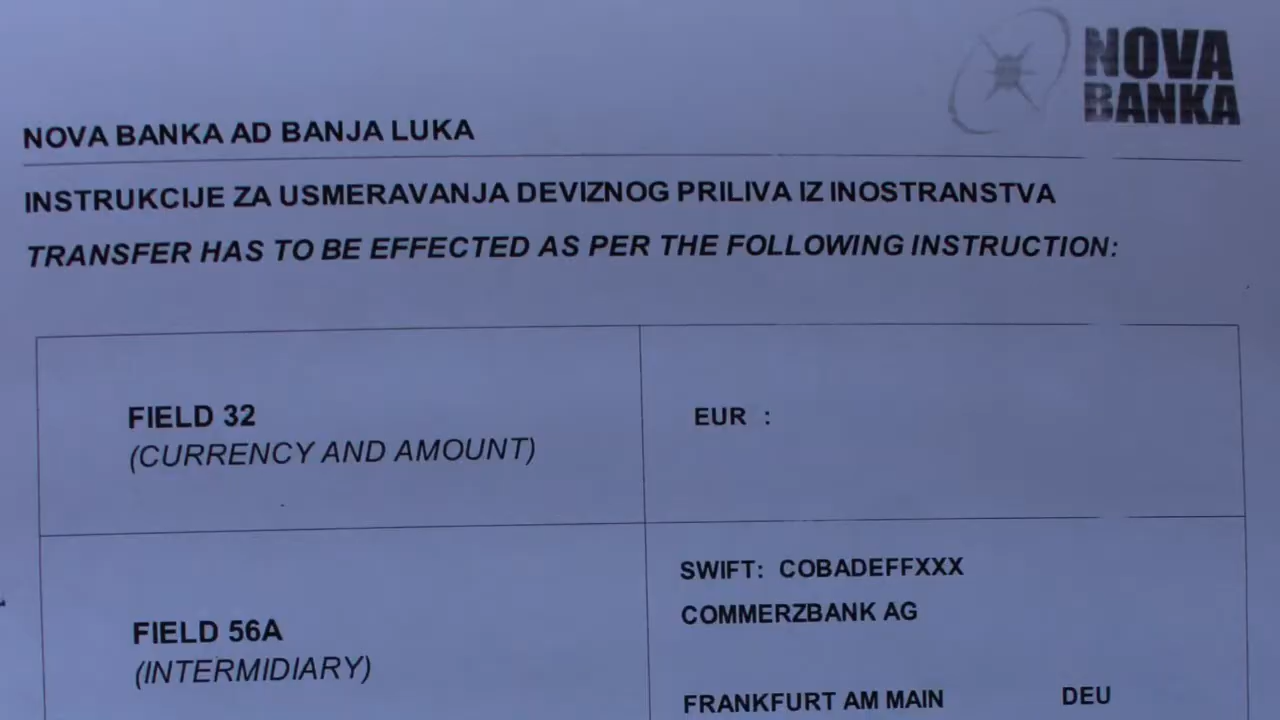 NOVA
BANKA
NOVA BANKA AD BANJA LUKA
INSTRUKCIJE ZA USMERAVANJA DEVIZNOG PRILIVA IZ INOSTRANSTVA
TRANSFER HAS TO BE EFFECTED AS PER THE FOLLOWING INSTRUCTION:
FIELD 32
(CURRENCY AND AMOUNT)
EUR :
FIELD 56A
(INTERMIDIARY)
SWIFT: COBADEFFXXX
COMMERZBANK AG
FRANKFURT AM MAIN DEU